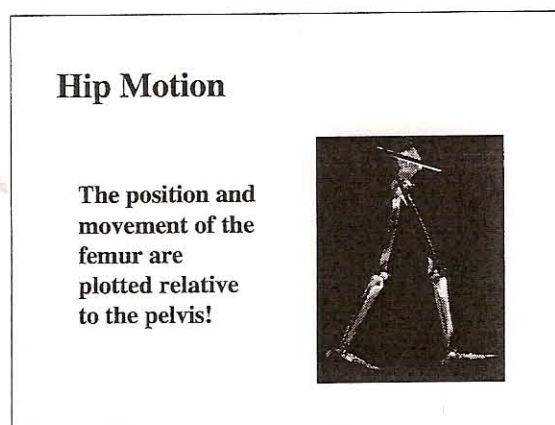 Hip Motion
The position and
movement of the
femur are
plotted relative
to the pelvis!